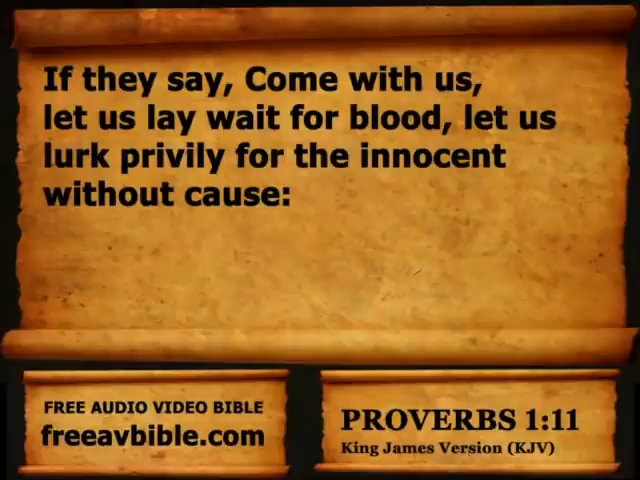 If they say, Come with us,
let us lay wait for blood, let us
lurk privily for the innocent
without cause:
FREE AUDIO VIDEO BIBLE
freeavbible.com
PROVERBS 1:11
King James Version (KJV)